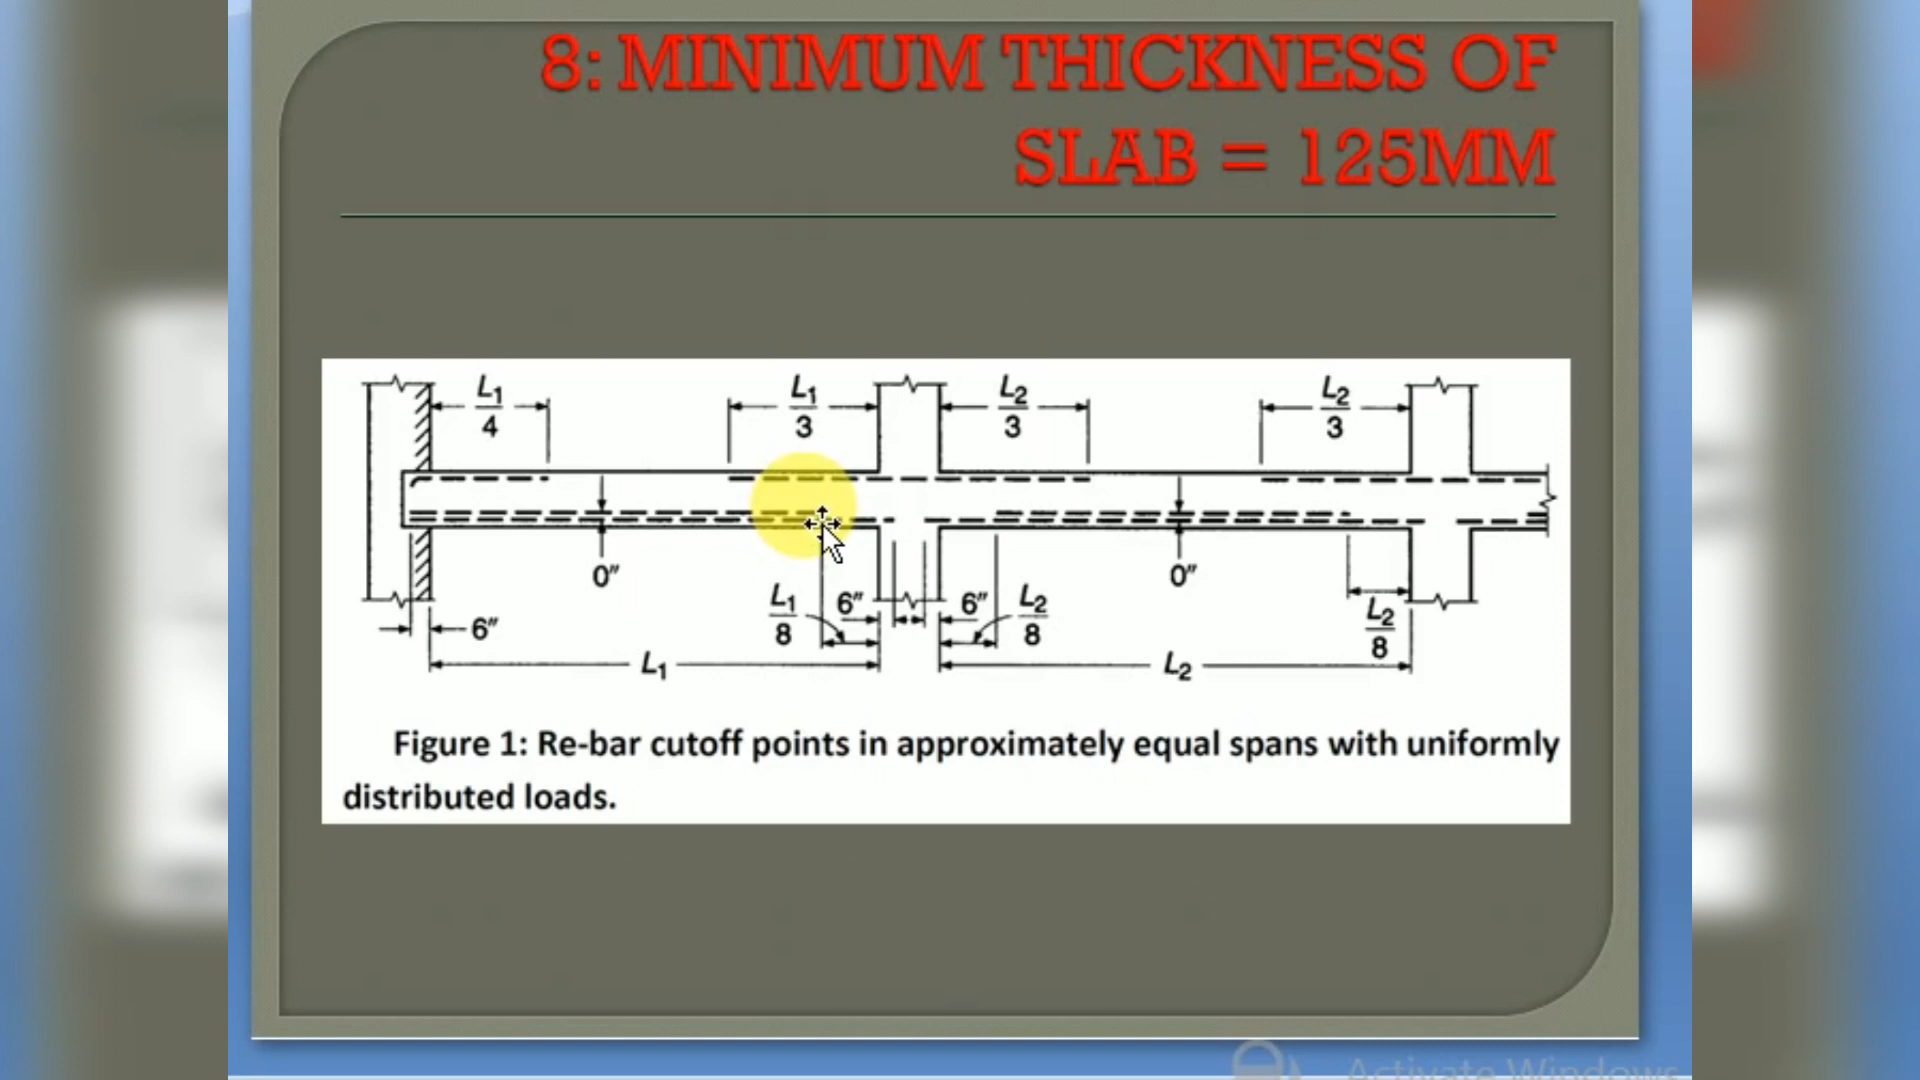 8: MINIMUM THICKNESS OF
SLAB = 125MM
L1/4 L1/3 L2/3 L2/3
0" 0"
L1/8 6" 6" L2/8 L2/8
6"
L1 L2
Figure 1: Re-bar cutoff points in approximately equal spans with uniformly
distributed loads.
Activate Windows